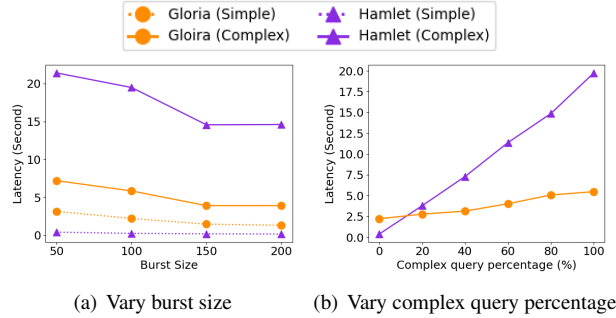 Gloria (Simple)
Hamlet (Simple)
Gloira (Complex)
Hamlet (Complex)
Latency (Second)
20
15
10
5
0
50
100
150
200
Burst Size
(a) Vary burst size
Latency (Second)
20.0
17.5
15.0
12.5
10.0
7.5
5.0
2.5
0.0
0
20
40
60
80
100
Complex query percentage (%)
(b) Vary complex query percentage